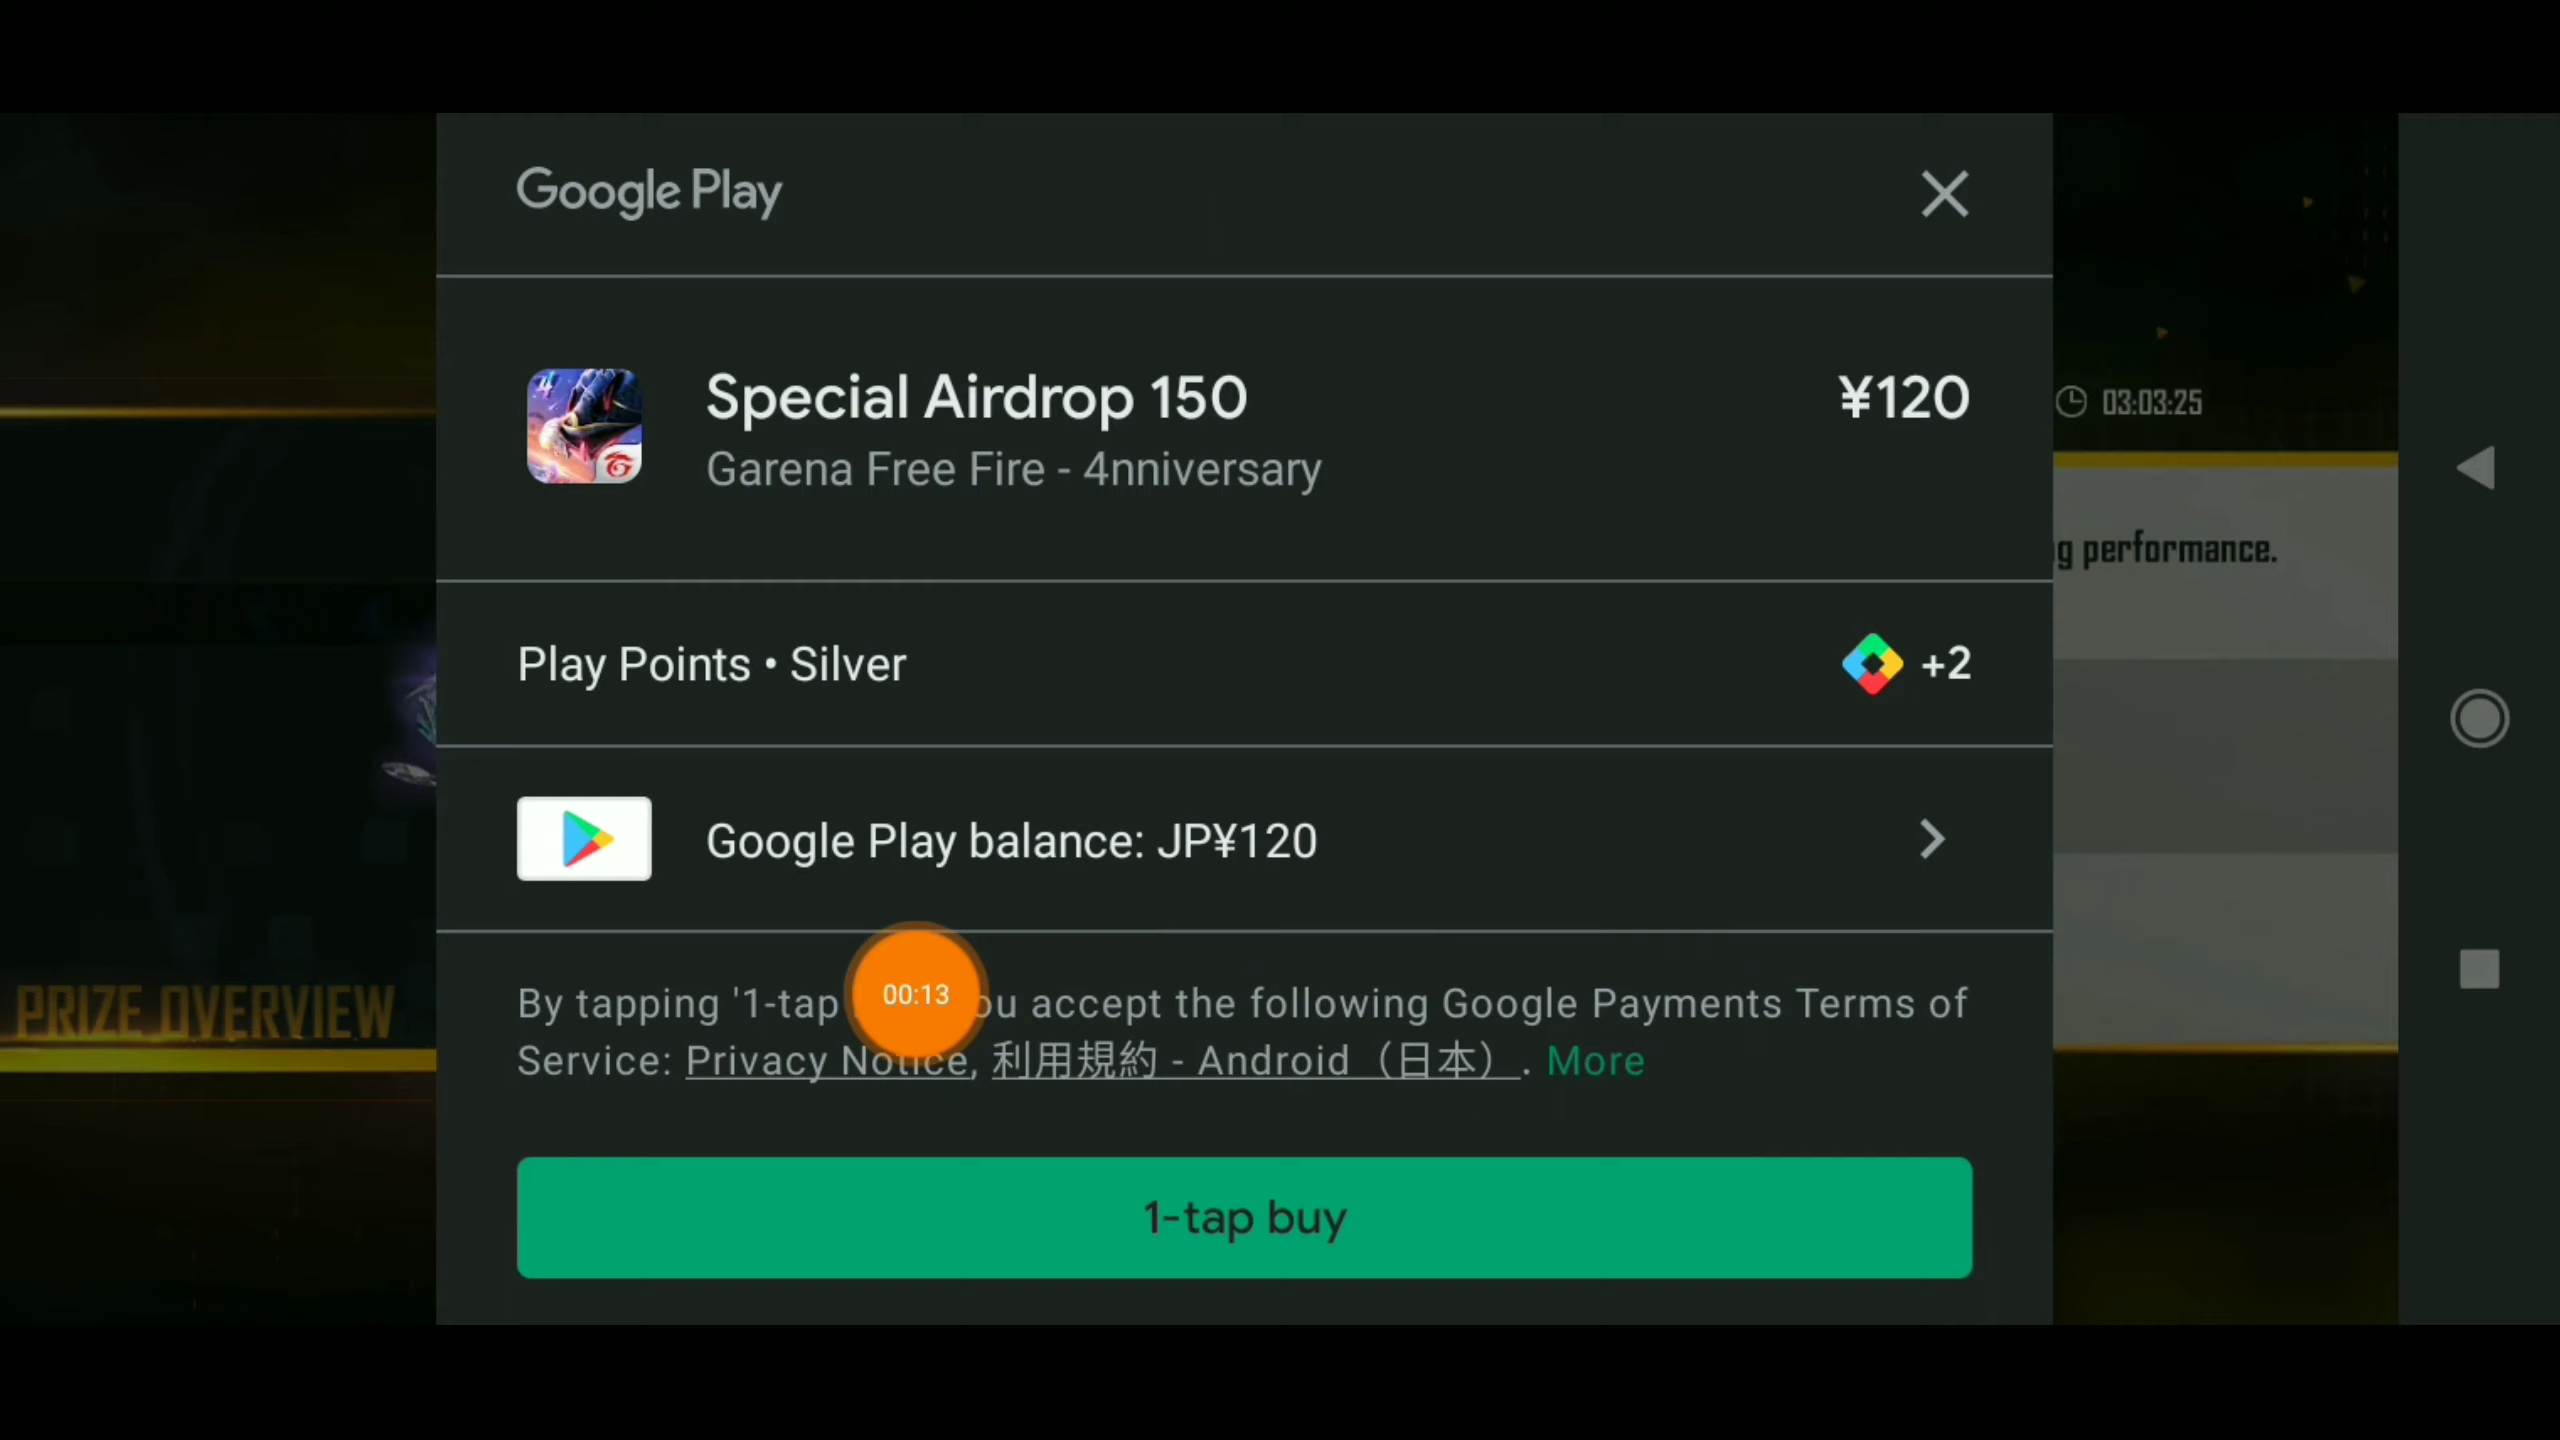 Google Play
Special Airdrop 150
¥120
Garena Free Fire - 4nniversary
03:03:25
g performance.
Play Points • Silver
+2
Google Play balance: JP¥120
By tapping '1-tap ou accept the following Google Payments Terms of
00:13
Service: Privacy Notice, 利用規約 - Android（日本）. More
PRIZE OVERVIEW
1-tap buy